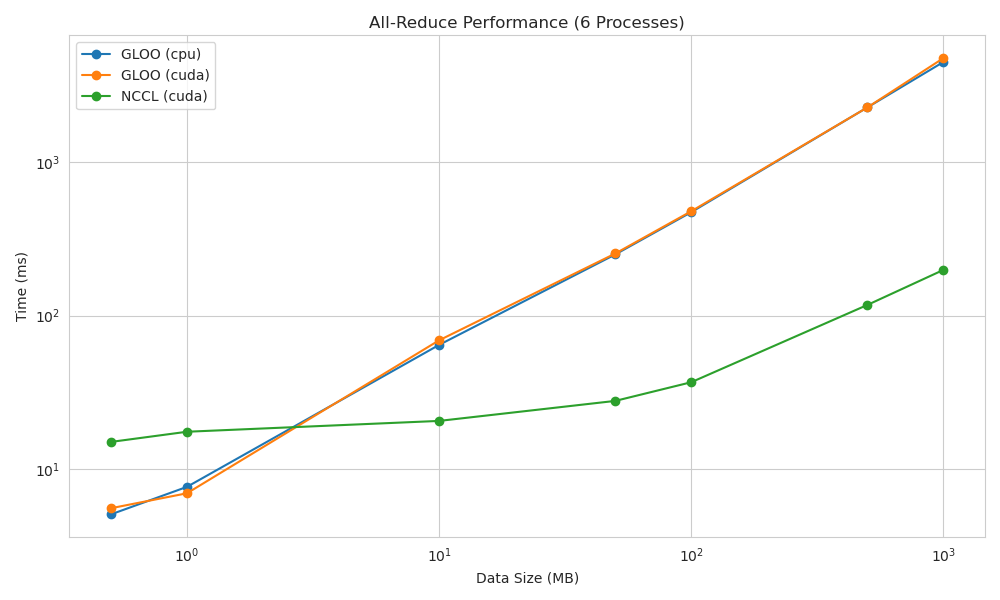 All-Reduce Performance (6 Processes)
GLOO (cpu)
GLOO (cuda)
NCCL (cuda)
Time (ms)
10³
10²
10¹
10⁰ 10¹ 10² 10³
Data Size (MB)